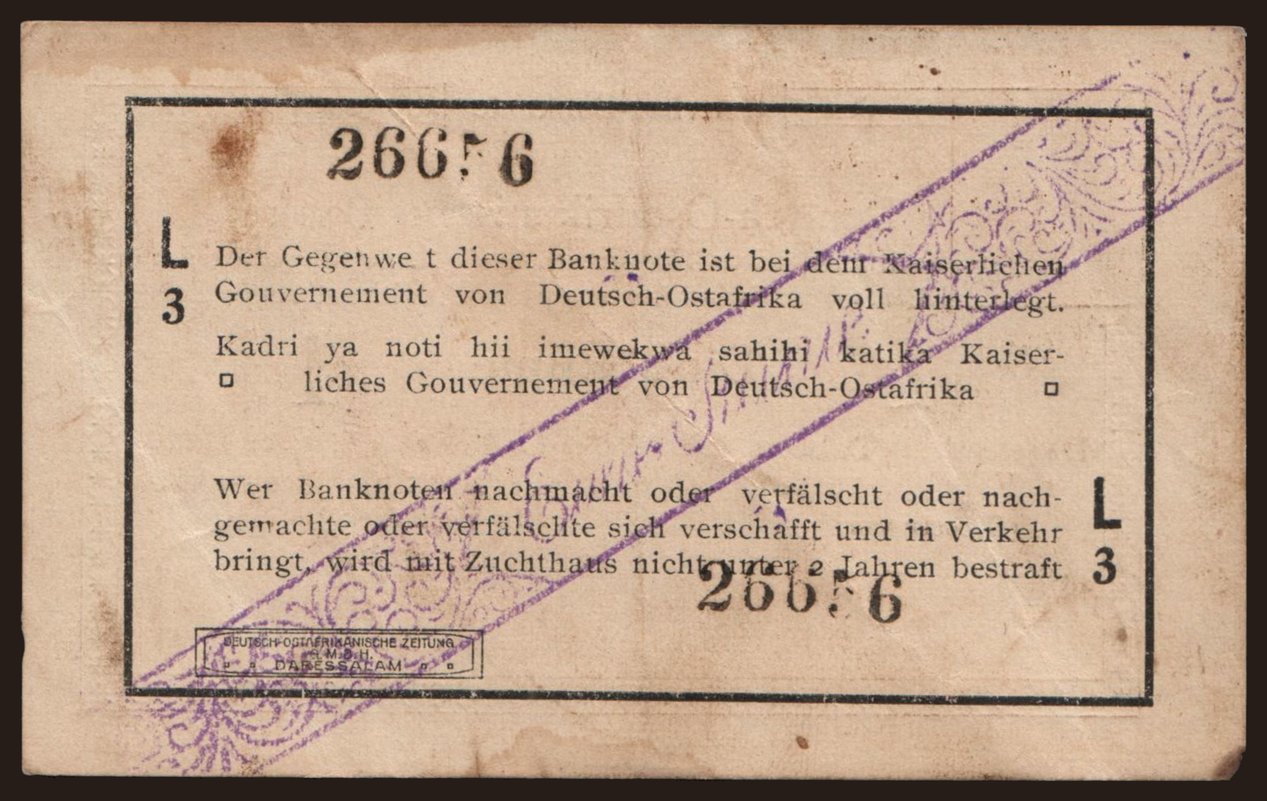 26656
L
3
Der Gegenwe t dieser Banknote ist bei dem Kaiserlichen
Gouvernement von Deutsch-Ostafrika voll hinterlegt.
Kadri ya noti hii imewekwa sahihi katika Kaiser-
liches Gouvernement von Deutsch-Ostafrika
Wer Banknoten nachmacht oder verfälscht oder nach-
gemachte oder verfälschte sich verschafft und in Verkehr
bringt, wird mit Zuchthaus nicht unter 2 Jahren bestraft
L
3
26656
DEUTSCH-OSTAFRIKANISCHE ZEITUNG
G.M.B.H.
DARESSALAM